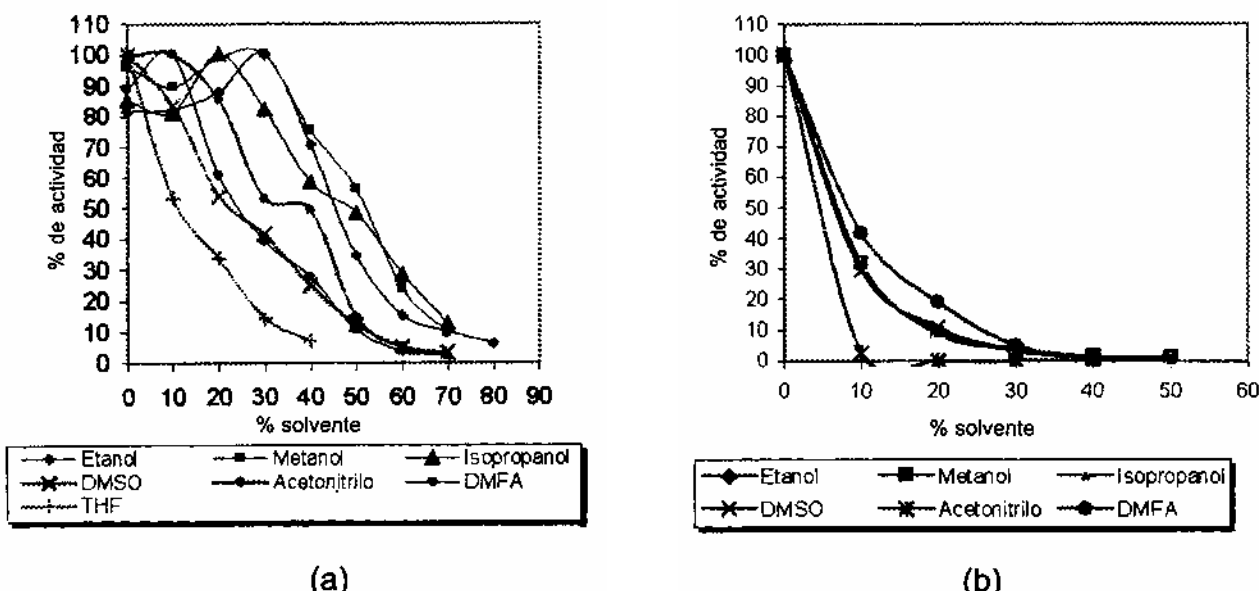 110
100
90
80
70
60
50
40
30
20
10
0
% de actividad
0 10 20 30 40 50 60 70 80 90
% solvente
Etanol Metanol Isopropanol
DMSO Acetonitrilo DMFA
THF
(a)
110
100
90
80
70
60
50
40
30
20
10
0
% de actividad
0 10 20 30 40 50 60
% solvente
Etanol Metanol Isopropanol
DMSO Acetonitrilo DMFA
(b)